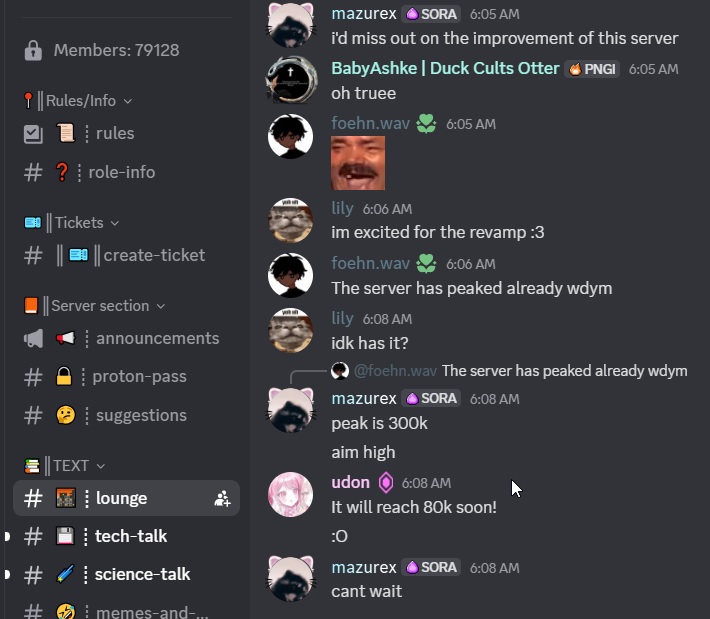 Members: 79128
Rules/Info
rules
role-info
Tickets
create-ticket
Server section
announcements
proton-pass
suggestions
TEXT
lounge
tech-talk
science-talk
memes-and-...
mazurex SORA 6:05 AM
i'd miss out on the improvement of this server
BabyAshke | Duck Cults Otter PNGI 6:05 AM
oh truee
foehn.wav 6:05 AM
lily 6:06 AM
im excited for the revamp :3
foehn.wav 6:06 AM
The server has peaked already wdym
lily 6:08 AM
idk has it?
@foehn.wav The server has peaked already wdym
mazurex SORA 6:08 AM
peak is 300k
aim high
udon 6:08 AM
It will reach 80k soon!
:O
mazurex SORA 6:08 AM
cant wait